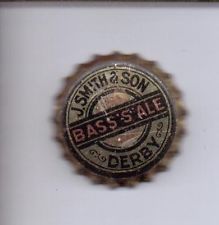 J. SMITH & SON
BASS'S ALE
DERBY